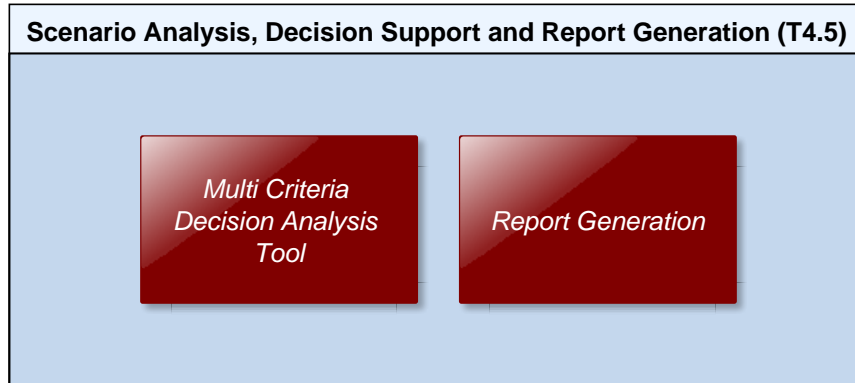 Scenario Analysis, Decision Support and Report Generation (T4.5)
Multi Criteria
Decision Analysis
Tool
Report Generation